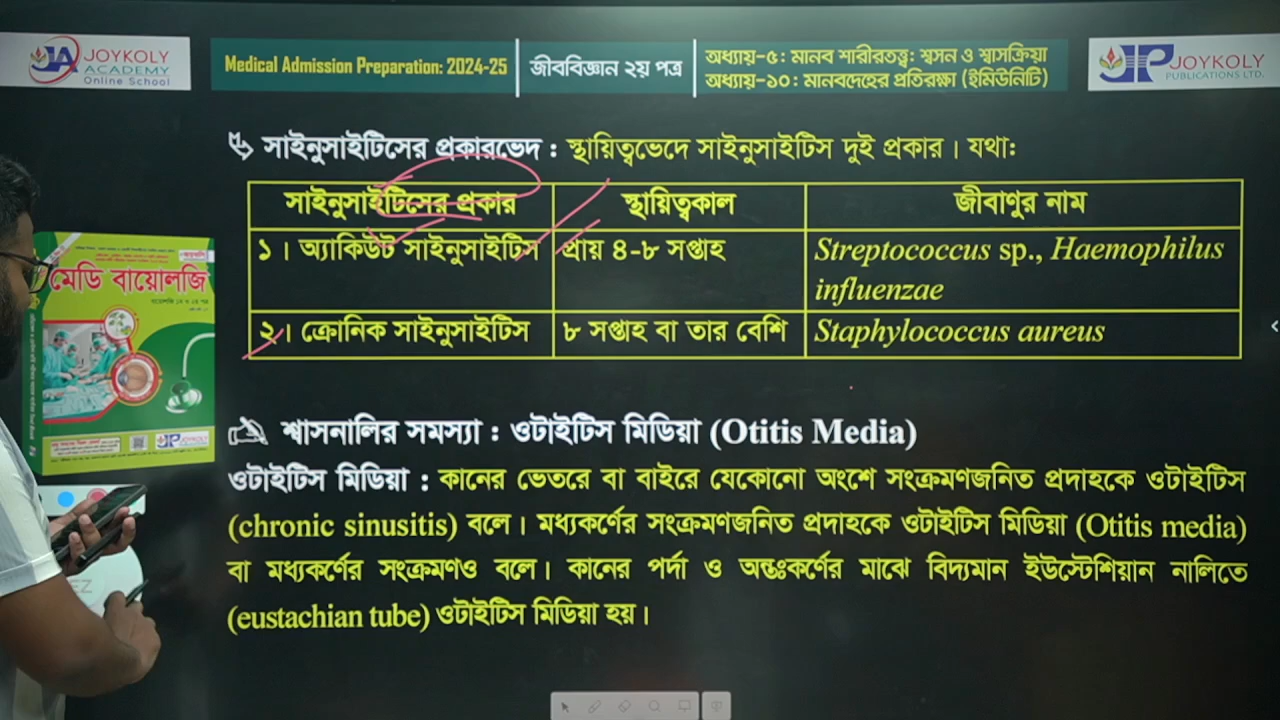 JOYKOLY
ACADEMY
Online School
Medical Admission Preparation: 2024-25
জীববিজ্ঞান ২য় পত্র
অধ্যায়-৫ : মানব শারীরতত্ত্ব: শ্বসন ও শ্বাসক্রিয়া
অধ্যায়-১০ : মানবদেহের প্রতিরক্ষা (ইমিউনিটি)
JOYKOLY
PUBLICATIONS LTD.
সাইনুসাইটিসের প্রকারভেদ : স্থায়িত্বভেদে সাইনুসাইটিস দুই প্রকার। যথা:
সাইনুসাইটিসের প্রকার স্থায়িত্বকাল জীবাণুর নাম
১। অ্যাকিউট সাইনুসাইটিস প্রায় ৪-৮ সপ্তাহ Streptococcus sp., Haemophilus
influenzae
২। ক্রোনিক সাইনুসাইটিস ৮ সপ্তাহ বা তার বেশি Staphylococcus aureus
মেডি বায়োলজি
JOYKOLY
শ্বাসনালির সমস্যা : ওটাইটিস মিডিয়া (Otitis Media)
ওটাইটিস মিডিয়া : কানের ভেতরে বা বাইরে যেকোনো অংশে সংক্রমণজনিত প্রদাহকে ওটাইটিস
(chronic sinusitis) বলে। মধ্যকর্ণের সংক্রমণজনিত প্রদাহকে ওটাইটিস মিডিয়া (Otitis media)
বা মধ্যকর্ণের সংক্রমণও বলে। কানের পর্দা ও অন্তঃকর্ণের মাঝে বিদ্যমান ইউস্টেশিয়ান নালিতে
(eustachian tube) ওটাইটিস মিডিয়া হয়।